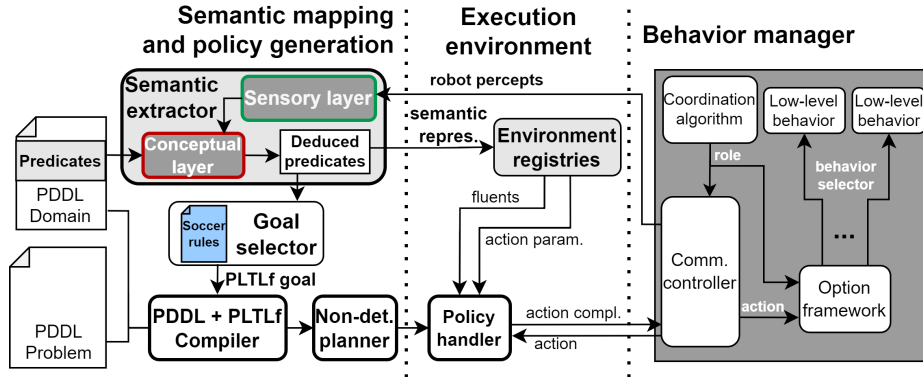 Semantic mapping
and policy generation
Execution
environment
Behavior manager
Semantic
extractor
Sensory layer
Conceptual
layer
Deduced
predicates
robot percepts
semantic
repres.
Environment
registries
Predicates
PDDL
Domain
PDDL
Problem
Soccer
rules
Goal
selector
PLTLf goal
PDDL + PLTLf
Compiler
Non-det.
planner
fluents
action param.
Policy
handler
action compl.
action
Coordination
algorithm
Low-level
behavior
Low-level
behavior
role
behavior
selector
...
Comm.
controller
action
Option
framework